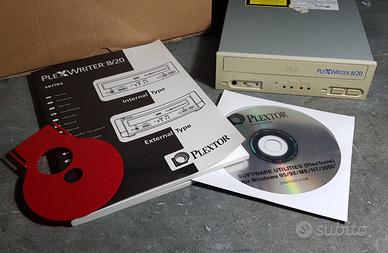 PLEXWRITER 8/20
series
Internal Type
External Type
PLEXTOR
PLEXWRITER 8/20
PLEXTOR
SOFTWARE UTILITIES (PlexTools)
for Windows 95/98/ME/NT/2000
subito